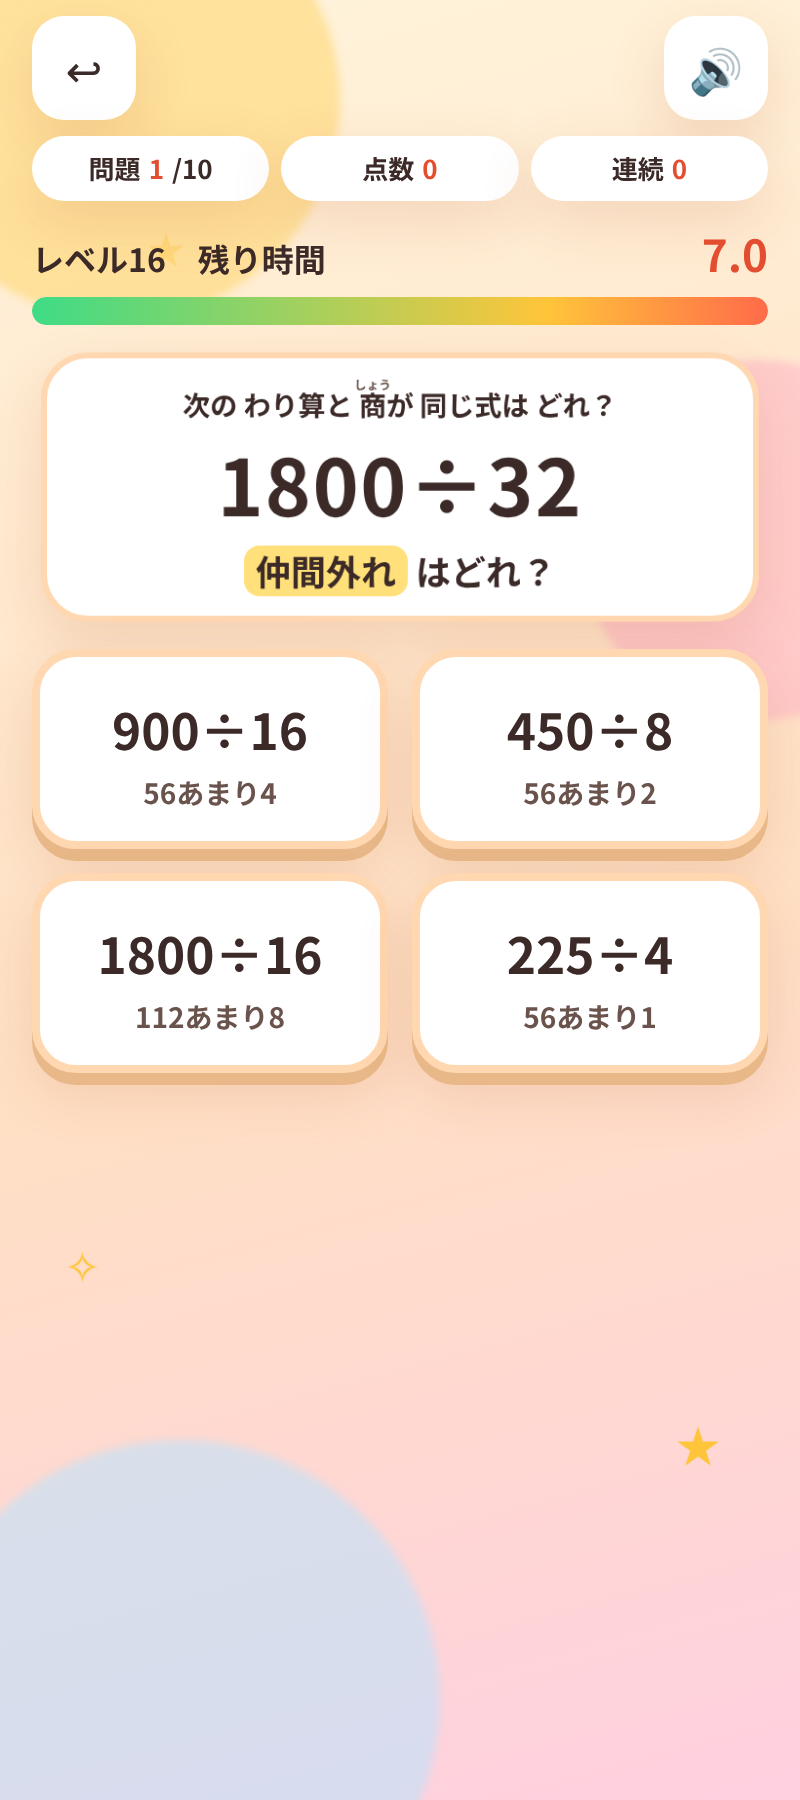 問題 1 /10
点数 0
連続 0
レベル16 残り時間
7.0
しょう
次の わり算と 商が 同じ式は どれ？
1800÷32
仲間外れ はどれ？
900÷16
56あまり4
450÷8
56あまり2
1800÷16
112あまり8
225÷4
56あまり1